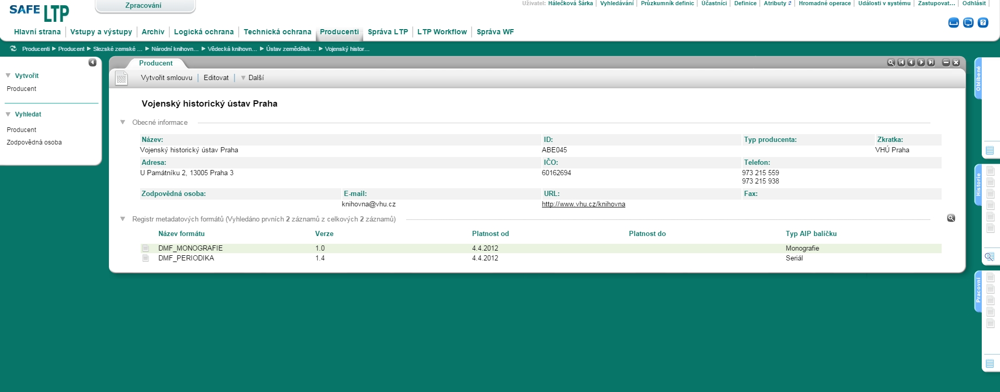 SAFE LTP
Zpracování
Uživatel: Hálečková Šárka | Vyhledávání | Průzkumník definic | Účastníci | Definice | Atributy | Hromadné operace | Události v systému | Zastupovat... | Odhlásit
Hlavní strana | Vstupy a výstupy | Archiv | Logická ochrana | Technická ochrana | Producenti | Správa LTP | LTP Workflow | Správa WF
Producenti Producent Slezské zemské ... Národní knihovn... Vědecká knihovn... Ústav zemědělsk... Vojenský histor...
Vytvořit
Producent
Vyhledat
Producent
Zodpovědná osoba
Producent
Vytvořit smlouvu | Editovat | Další
Vojenský historický ústav Praha
Obecné informace
Název: ID: Typ producenta: Zkratka:
Vojenský historický ústav Praha ABE045 VHÚ Praha
Adresa: IČO: Telefon:
U Památníku 2, 13005 Praha 3 60162694 973 215 559
973 215 938
Zodpovědná osoba: E-mail: URL: Fax:
knihovna@vhu.cz http://www.vhu.cz/knihovna
Registr metadatových formátů (Vyhledáno prvních 2 záznamů z celkových 2 záznamů)
Název formátu Verze Platnost od Platnost do Typ AIP balíčku
DMF_MONOGRAFIE 1.0 4.4.2012 Monografie
DMF_PERIODIKA 1.4 4.4.2012 Seriál
Oblíbené
Historie
Pracovní